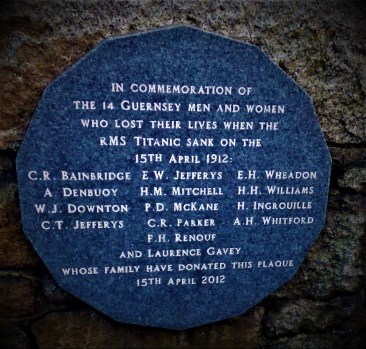 IN COMMEMORATION OF
THE 14 GUERNSEY MEN AND WOMEN
WHO LOST THEIR LIVES WHEN THE
RMS TITANIC SANK ON THE
15TH APRIL 1912:
C.R. BAINBRIDGE E.W. JEFFERYS E.H. WHEADON
A. DENBUOY H.M. MITCHELL H.H. WILLIAMS
W.J. DOWNTON P.D. MCKANE H. INGROUILLE
C.T. JEFFERYS C.R. PARKER A.H. WHITFORD
P.H. RENOUF
AND LAURENCE GAVEY
WHOSE FAMILY HAVE DONATED THIS PLAQUE
15TH APRIL 2012